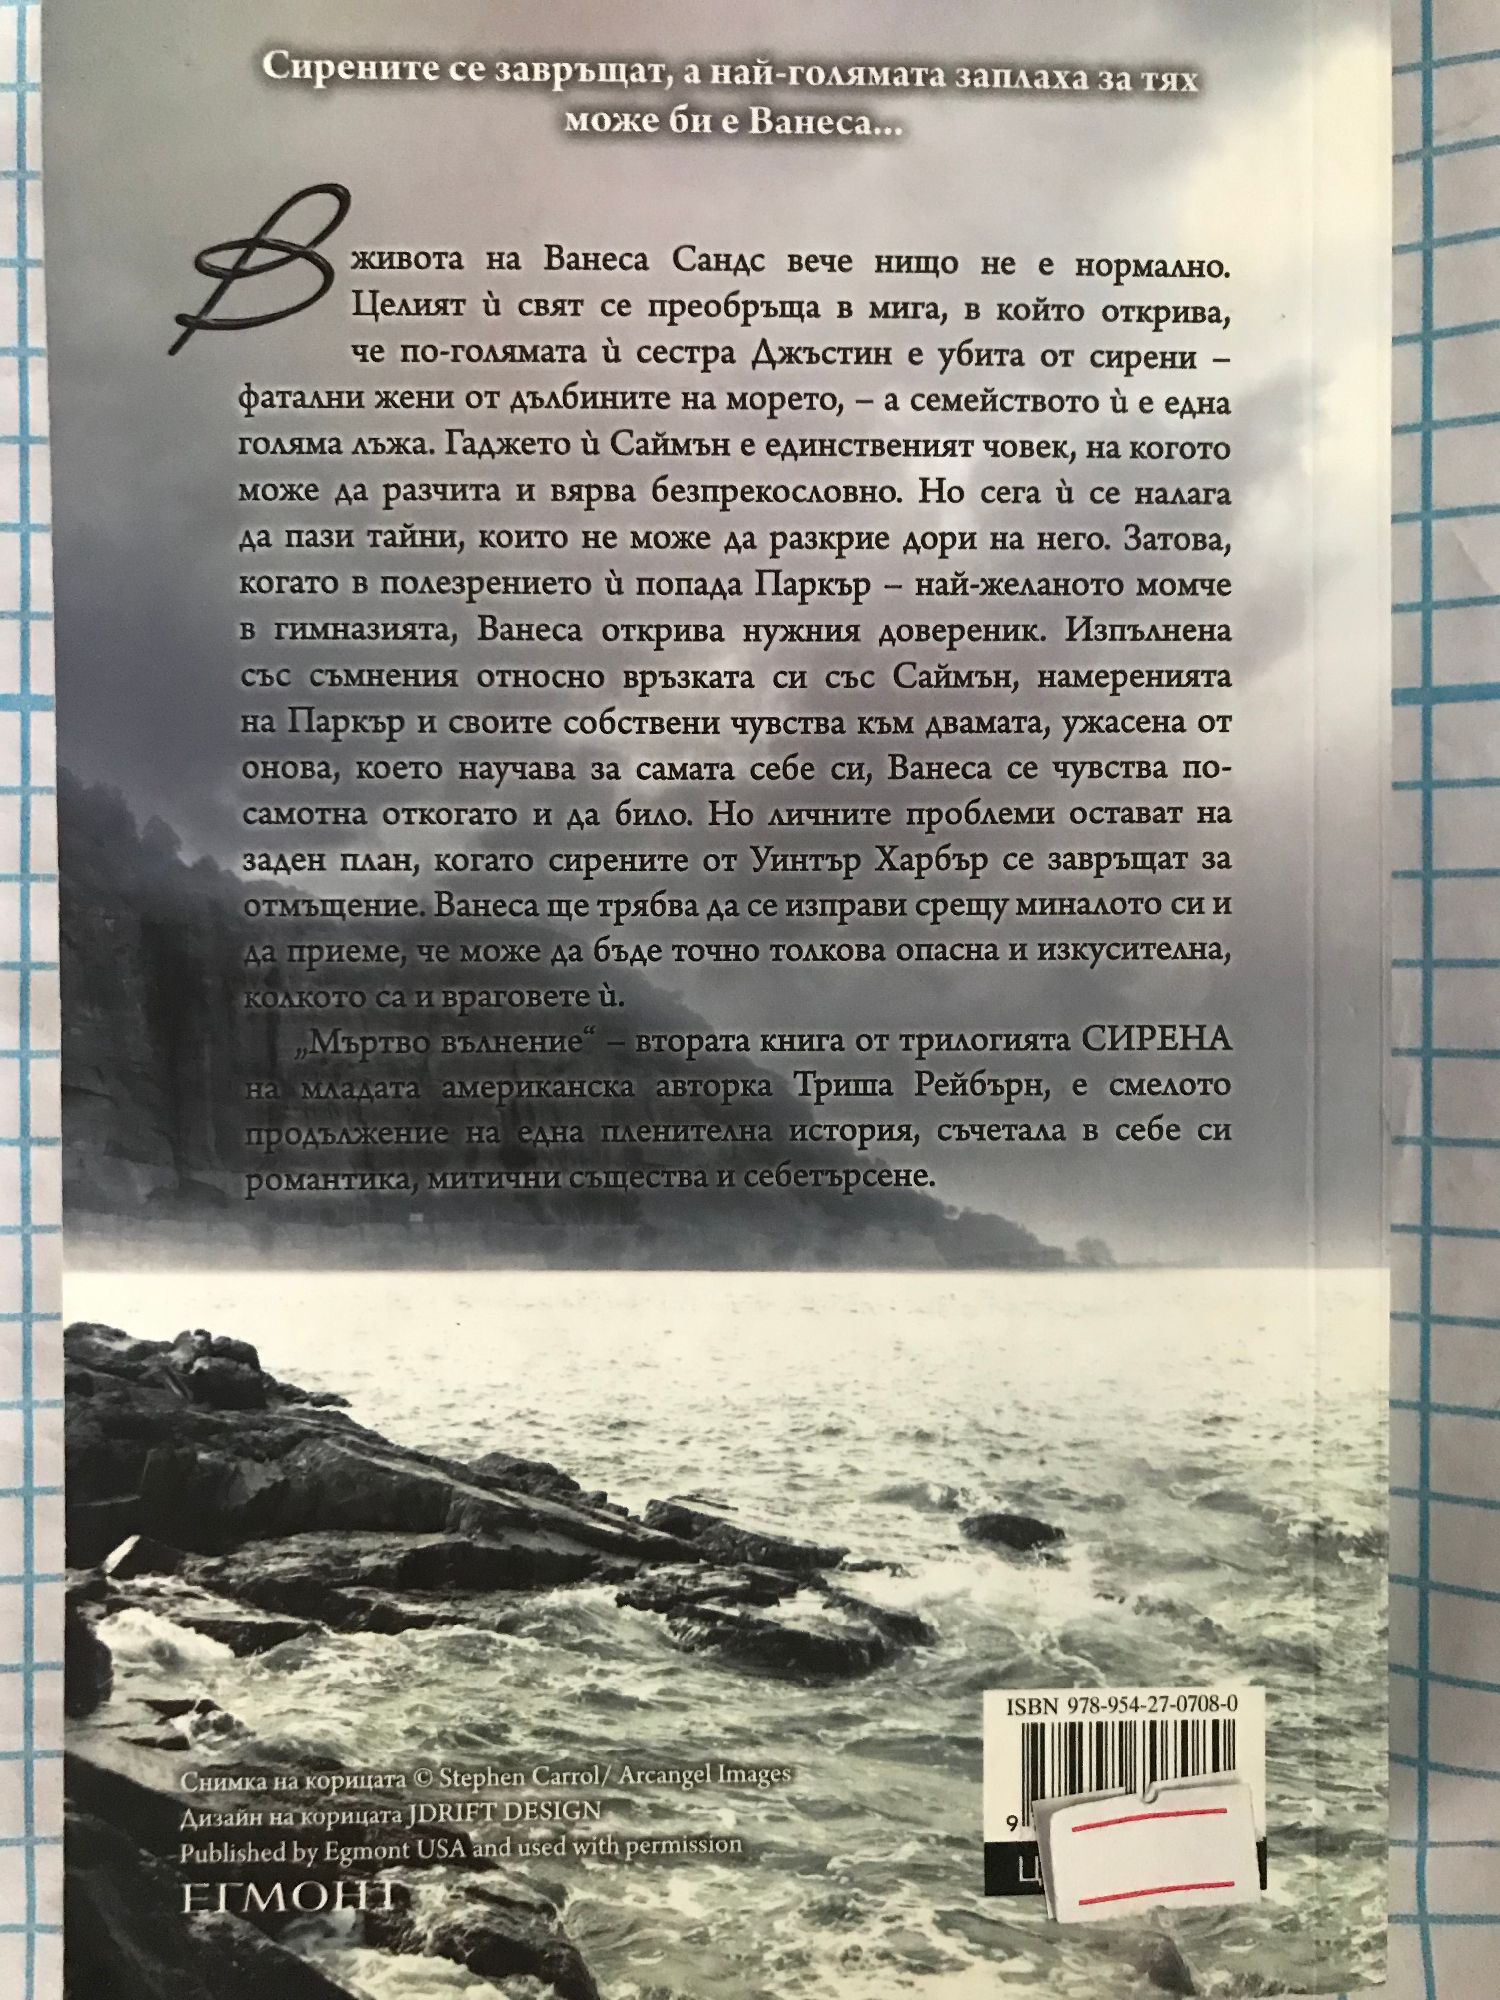 Сирените се завръщат, а най-голямата заплаха за тях
може би е Ванеса...
В живота на Ванеса Сандс вече нищо не е нормално.
Целият ѝ свят се преобръща в мига, в който открива,
че по-голямата ѝ сестра Джъстин е убита от сирени –
фатални жени от дълбините на морето, – а семейството ѝ е една
голяма лъжа. Гаджето ѝ Саймън е единственият човек, на когото
може да разчита и вярва безпрекословно. Но сега ѝ се налага
да пази тайни, които не може да разкрие дори на него. Затова,
когато в полезрението ѝ попада Паркър – най-желаното момче
в гимназията, Ванеса открива нужния довереник. Изпълнена
със съмнения относно връзката си със Саймън, намеренията
на Паркър и своите собствени чувства към двамата, ужасена от
онова, което научава за самата себе си, Ванеса се чувства по-
самотна откогато и да било. Но личните проблеми остават на
заден план, когато сирените от Уинтър Харбър се завръщат за
отмъщение. Ванеса ще трябва да се изправи срещу миналото си и
да приеме, че може да бъде точно толкова опасна и изкусителна,
колкото са и враговете ѝ.
„Мъртво вълнение“ – втората книга от трилогията СИРЕНА
на младата американска авторка Триша Рейбърн, е смелото
продължение на една пленителна история, съчетала в себе си
романтика, митични същества и себетърсене.
ISBN 978-954-27-0708-0
9
Ц
Снимка на корицата © Stephen Carrol/ Arcangel Images
Дизайн на корицата JDRIFT DESIGN
Published by Egmont USA and used with permission
ЕГМОНТ